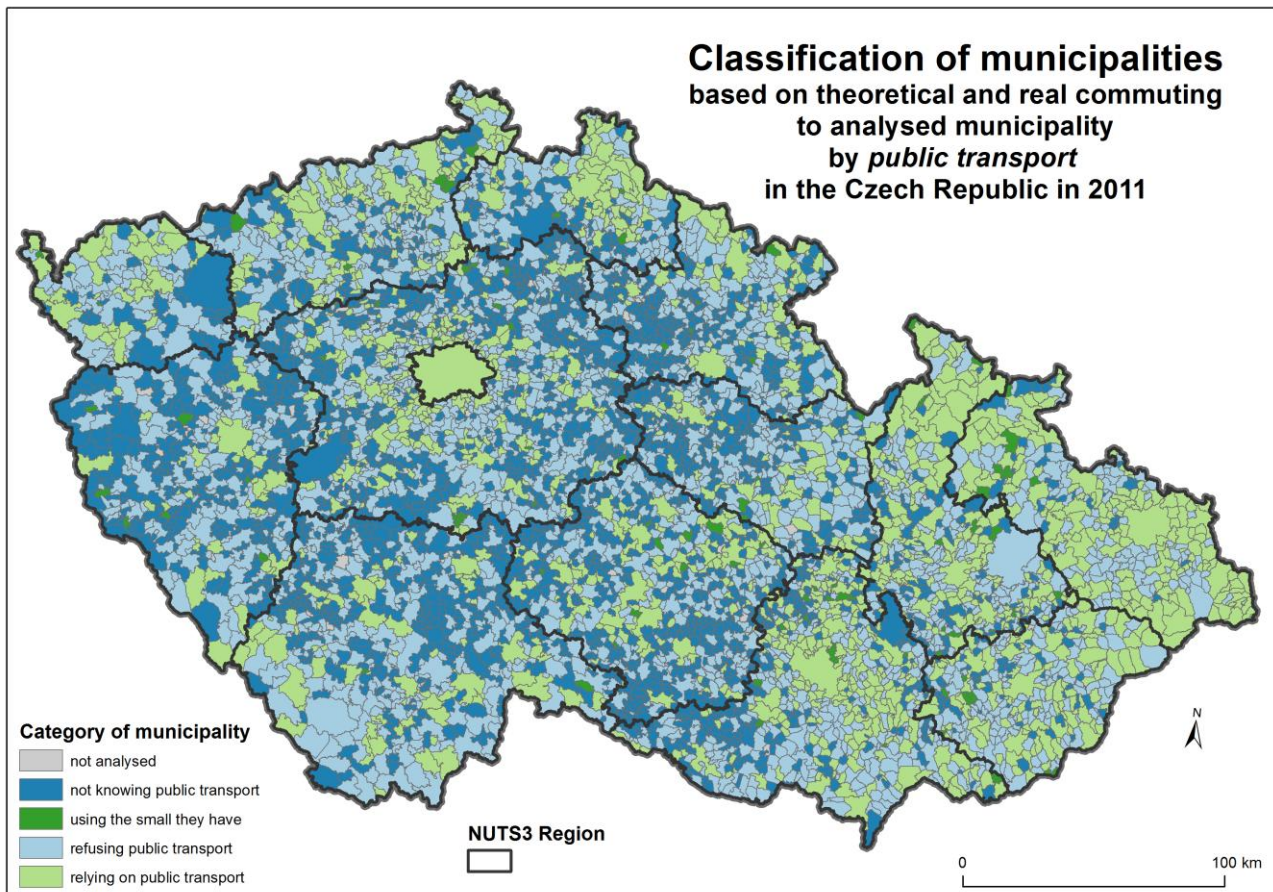 Classification of municipalities
based on theoretical and real commuting
to analysed municipality
by public transport
in the Czech Republic in 2011
Category of municipality
not analysed
not knowing public transport
using the small they have
refusing public transport
relying on public transport
NUTS3 Region
N
0 100 km